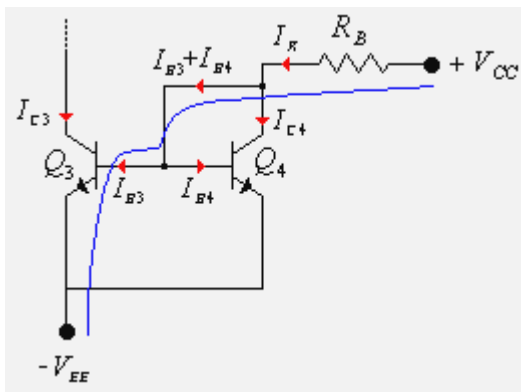 I_R R_B
I_B3+I_B4 + V_CC
I_C3 I_C4
Q_3 Q_4
I_B3 I_B4
- V_EE